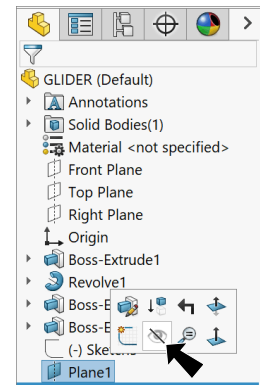 GLIDER (Default)
Annotations
Solid Bodies(1)
Material <not specified>
Front Plane
Top Plane
Right Plane
Origin
Boss-Extrude1
Revolve1
Boss-E
Boss-E
(-) Sketch
Plane1